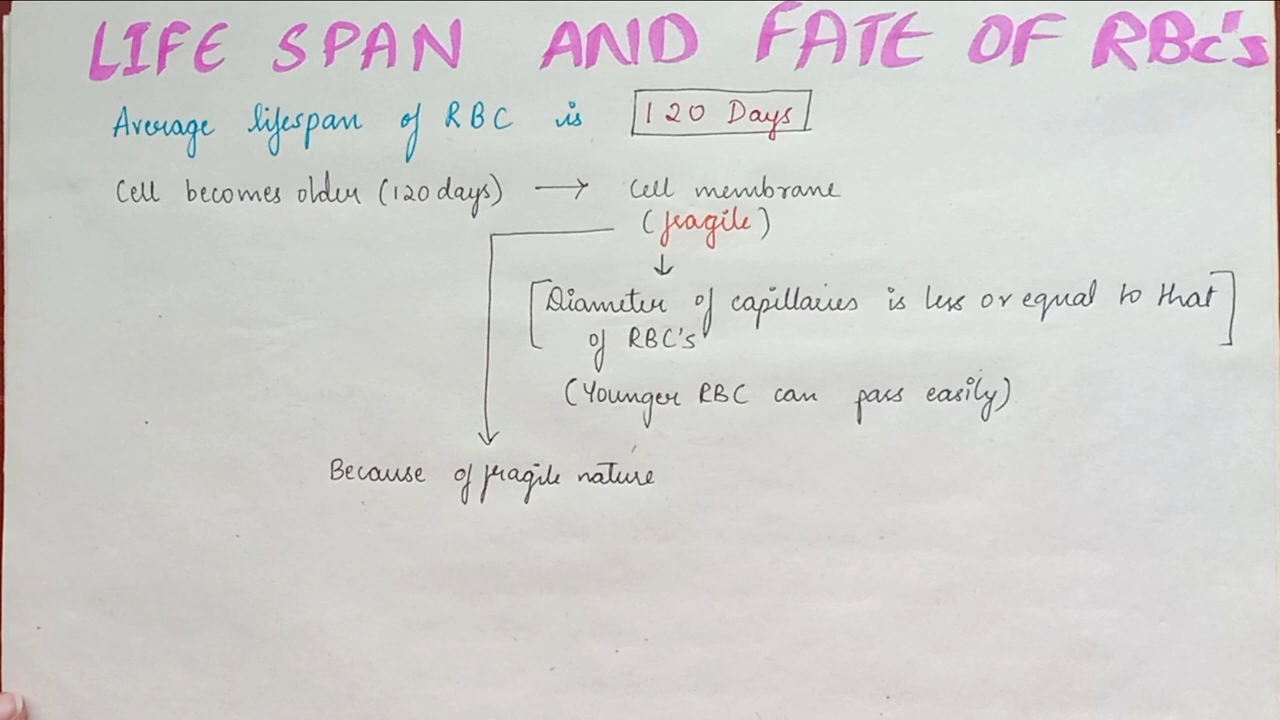 LIFE SPAN AND FATE OF RBc's
Average lifespan of RBC is 120 Days
Cell becomes older (120 days) → Cell membrane
(fragile)
↓
[Diameter of capillaries is less or equal to that]
of RBC's
(Younger RBC can pass easily)
Because of fragile nature